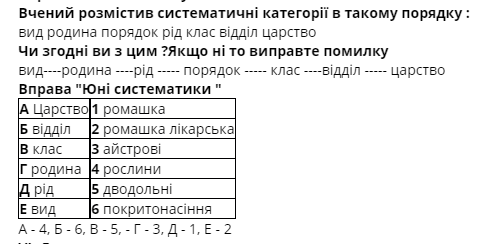 Вчений розмістив систематичні категорії в такому порядку :
вид родина порядок рід клас відділ царство
Чи згодні ви з цим ?Якщо ні то виправте помилку
вид----родина ----рід ----- порядок ----- клас ----відділ ----- царство
Вправа "Юні систематики "
А Царство 1 ромашка
Б відділ 2 ромашка лікарська
В клас 3 айстрові
Г родина 4 рослини
Д рід 5 дводольні
Е вид 6 покритонасіння
А - 4, Б - 6, В - 5, - Г - 3, Д - 1, Е - 2